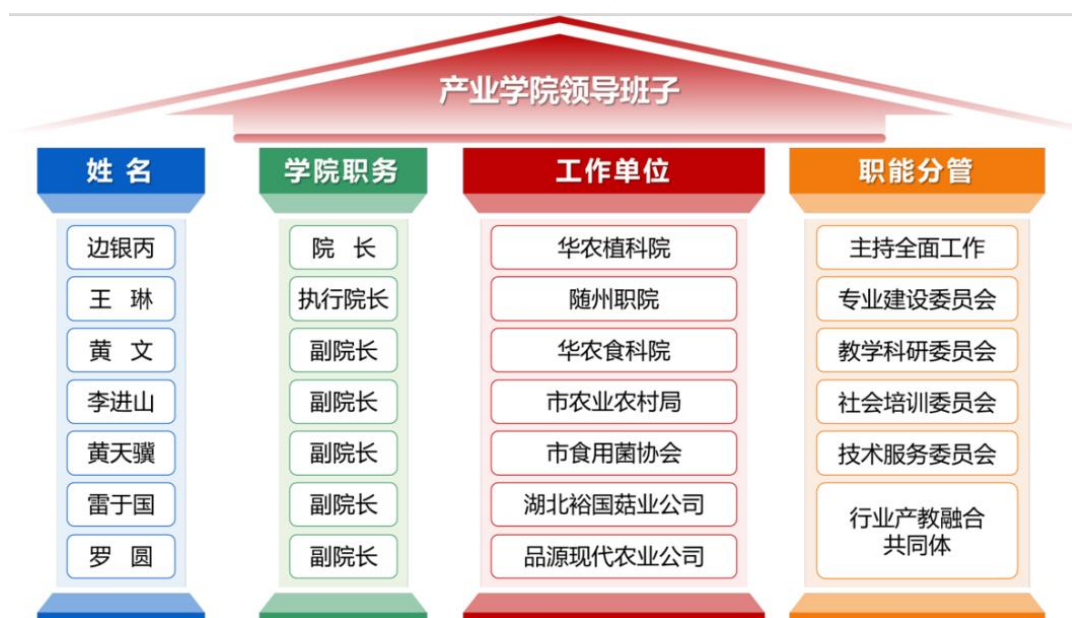 产业学院领导班子
姓 名 学院职务 工作单位 职能分管
边银丙 院 长 华农植科院 主持全面工作
王 琳 执行院长 随州职院 专业建设委员会
黄 文 副院长 华农食科院 教学科研委员会
李进山 副院长 市农业农村局 社会培训委员会
黄天骥 副院长 市食用菌协会 技术服务委员会
雷于国 副院长 湖北裕国菇业公司 行业产教融合
共同体
罗 圆 副院长 品源现代农业公司